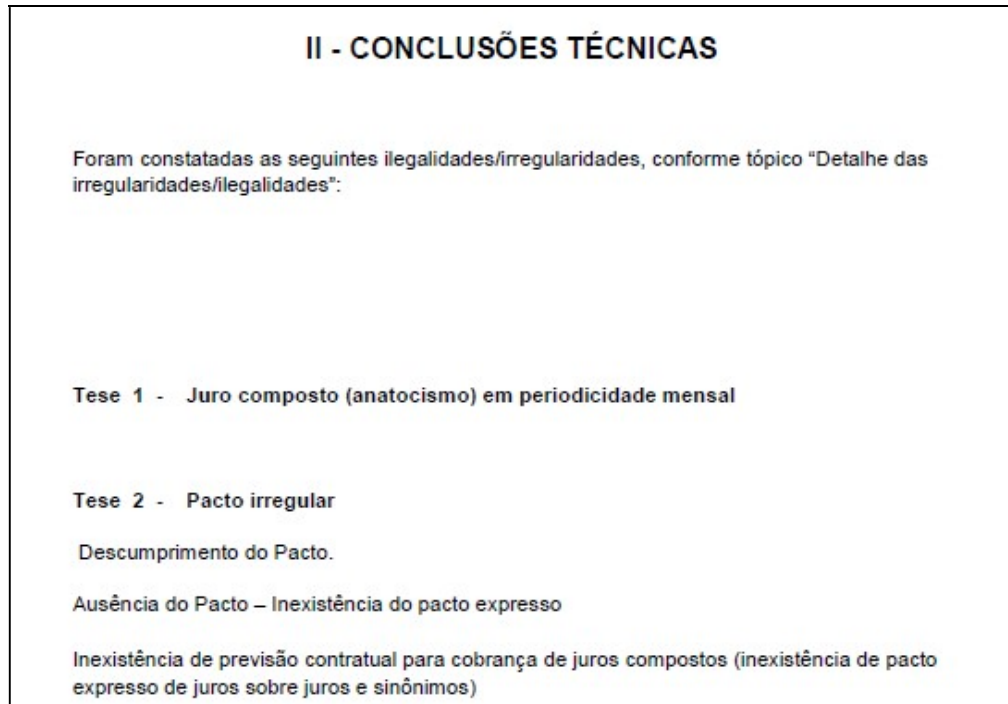 II - CONCLUSÕES TÉCNICAS
Foram constatadas as seguintes ilegalidades/irregularidades, conforme tópico “Detalhe das
irregularidades/ilegalidades”:
Tese 1 - Juro composto (anatocismo) em periodicidade mensal
Tese 2 - Pacto irregular
Descumprimento do Pacto.
Ausência do Pacto – Inexistência do pacto expresso
Inexistência de previsão contratual para cobrança de juros compostos (inexistência de pacto
expresso de juros sobre juros e sinônimos)